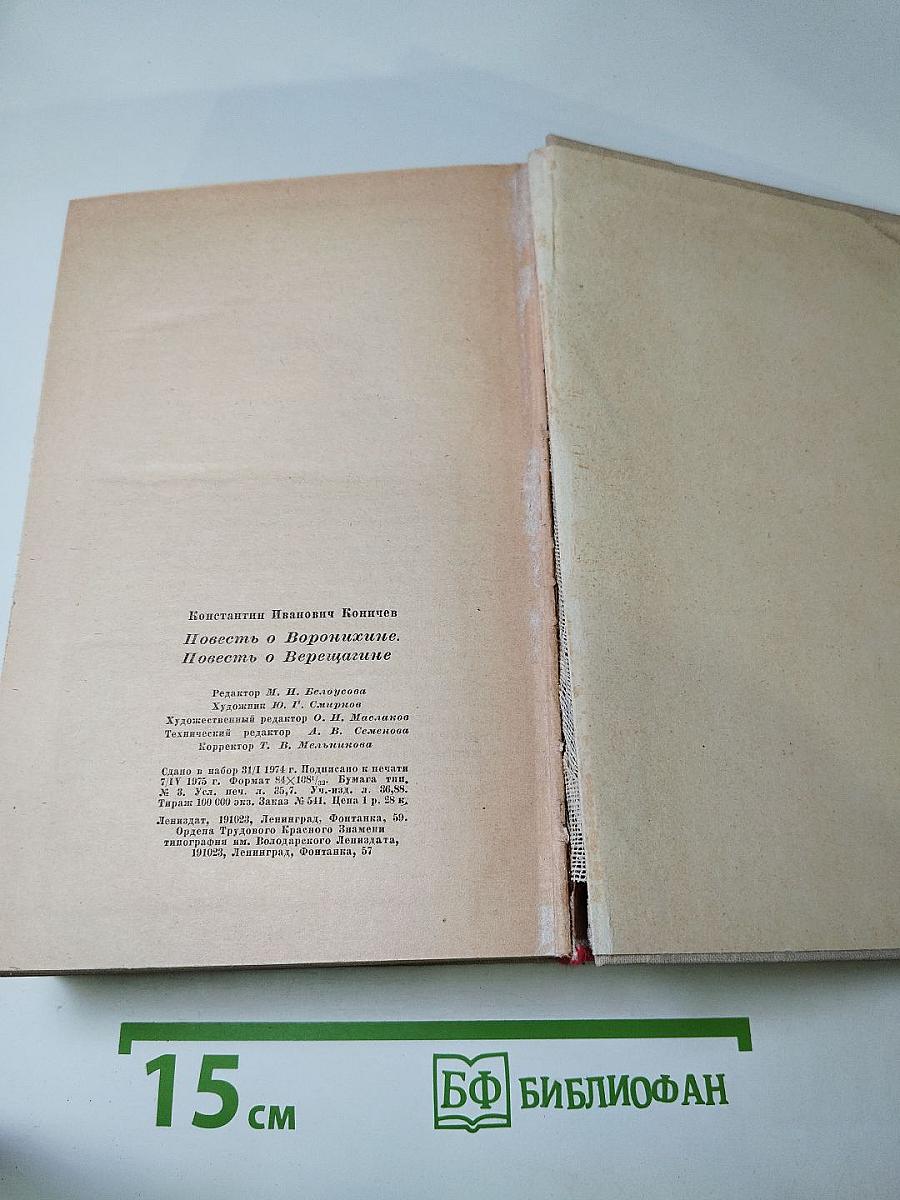 Константин Иванович Коничев
Повесть о Воронихине.
Повесть о Верещагине
Редактор М. И. Белоусова
Художник Ю. Г. Смирнов
Художественный редактор О. И. Маслаков
Технический редактор А. В. Семенова
Корректор Т. В. Мельникова
Сдано в набор 31/I 1974 г. Подписано к печати
7/IV 1975 г. Формат 84×108¹/₃₂. Бумага тип.
№ 3. Усл. печ. л. 35,7. Уч.-изд. л. 36,88.
Тираж 100 000 экз. Заказ № 541. Цена 1 р. 28 к.
Лениздат, 191023, Ленинград, Фонтанка, 59.
Ордена Трудового Красного Знамени
типография им. Володарского Лениздата,
191023, Ленинград, Фонтанка, 57
15 см
БФ БИБЛИОФАН